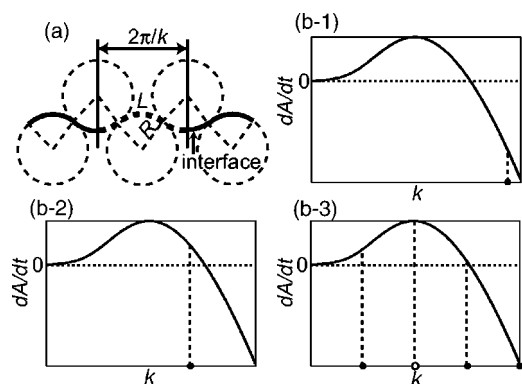 (a)
2π/k
L
R
interface
(b-1)
dA/dt
0
k
(b-2)
dA/dt
0
k
(b-3)
dA/dt
0
k